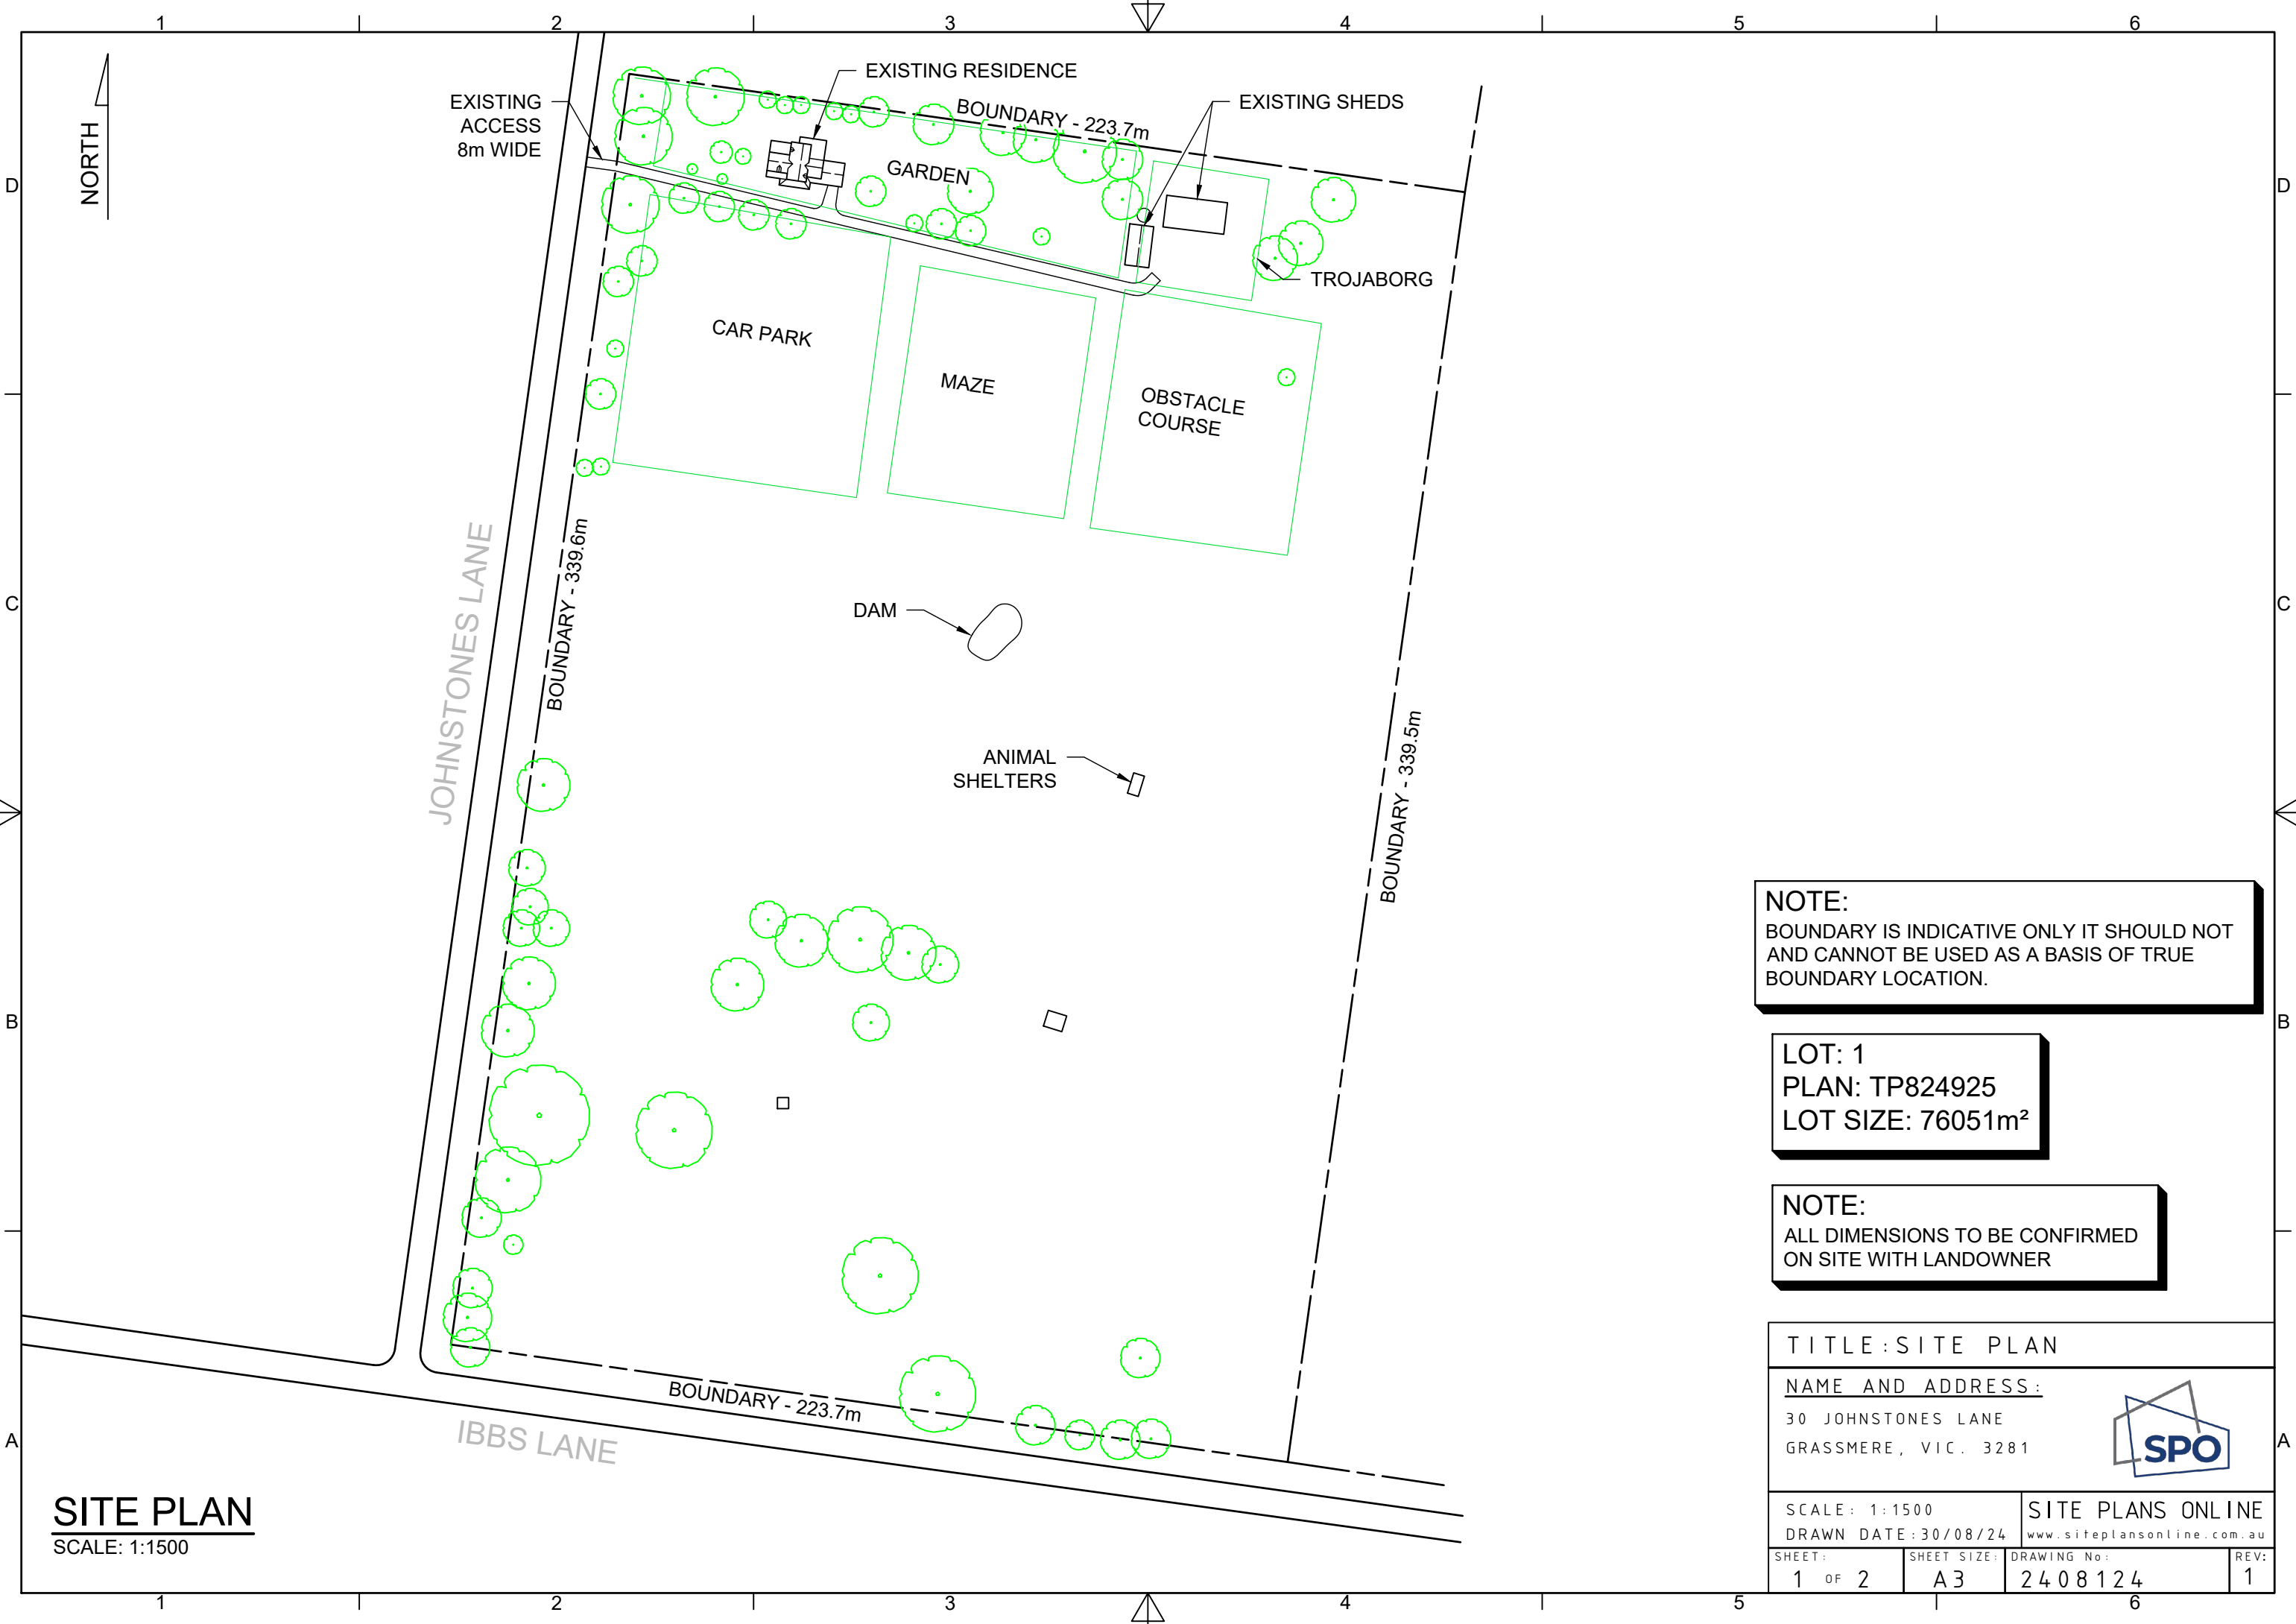 1 2 3 4 5 6
NORTH
EXISTING
ACCESS
8m WIDE
EXISTING RESIDENCE
BOUNDARY - 223.7m
EXISTING SHEDS
GARDEN
D D
TROJABORG
CAR PARK
MAZE
OBSTACLE
COURSE
BOUNDARY - 339.6m
JOHNSTONES LANE
C C
DAM
ANIMAL
SHELTERS
BOUNDARY - 339.5m
NOTE:
BOUNDARY IS INDICATIVE ONLY IT SHOULD NOT
AND CANNOT BE USED AS A BASIS OF TRUE
BOUNDARY LOCATION.
B B
LOT: 1
PLAN: TP824925
LOT SIZE: 76051m²
NOTE:
ALL DIMENSIONS TO BE CONFIRMED
ON SITE WITH LANDOWNER
BOUNDARY - 223.7m
IBBS LANE
A A
TITLE: SITE PLAN
NAME AND ADDRESS:
30 JOHNSTONES LANE
GRASSMERE, VIC. 3281
SPO
SCALE: 1:1500
DRAWN DATE: 30/08/24
SITE PLANS ONLINE
www.siteplansonline.com.au
SHEET:
1 OF 2
SHEET SIZE:
A3
DRAWING No:
2408124
REV:
1
SITE PLAN
SCALE: 1:1500
1 2 3 4 5 6